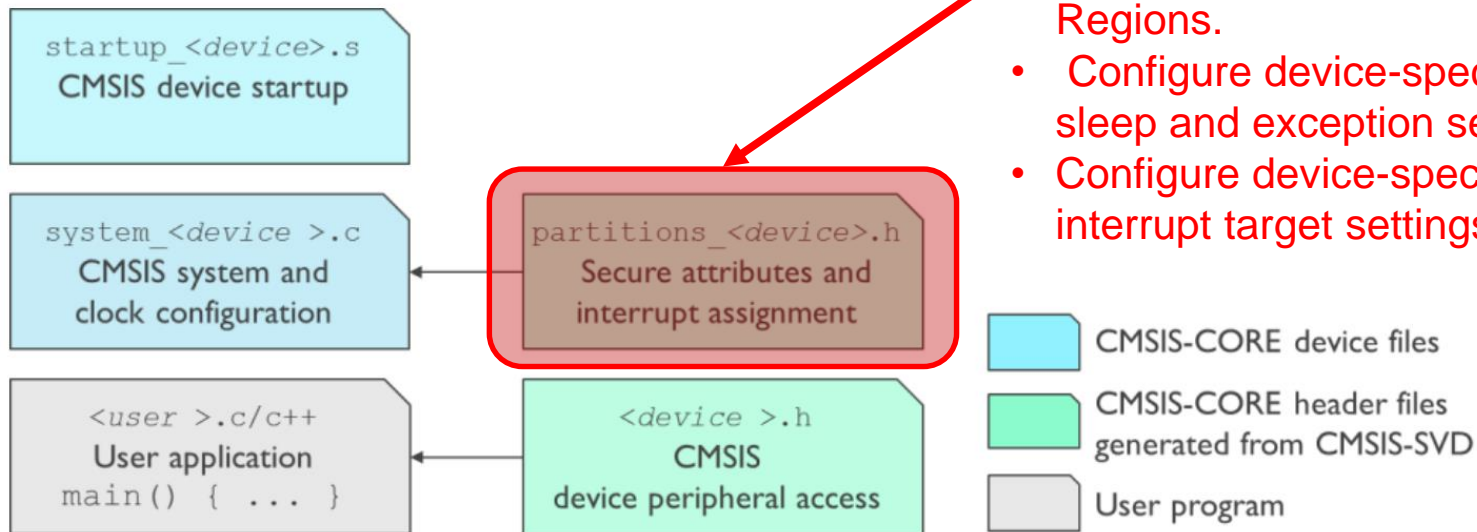 startup_<device>.s
CMSIS device startup
system_<device >.c
CMSIS system and
clock configuration
partitions_<device>.h
Secure attributes and
interrupt assignment
<user >.c/c++
User application
main() { ... }
<device >.h
CMSIS
device peripheral access
Regions.
• Configure device-spec
sleep and exception se
• Configure device-spec
interrupt target settings
CMSIS-CORE device files
CMSIS-CORE header files
generated from CMSIS-SVD
User program